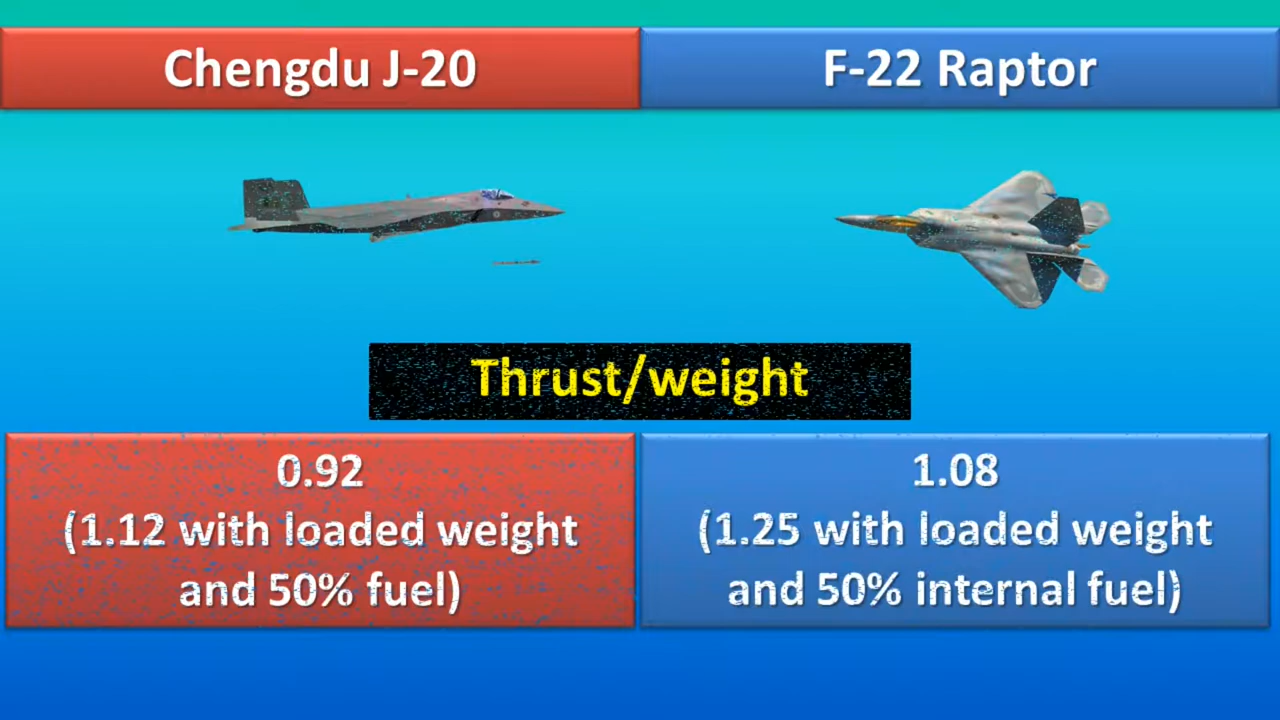 Chengdu J-20
F-22 Raptor
Thrust/weight
0.92
(1.12 with loaded weight
and 50% fuel)
1.08
(1.25 with loaded weight
and 50% internal fuel)